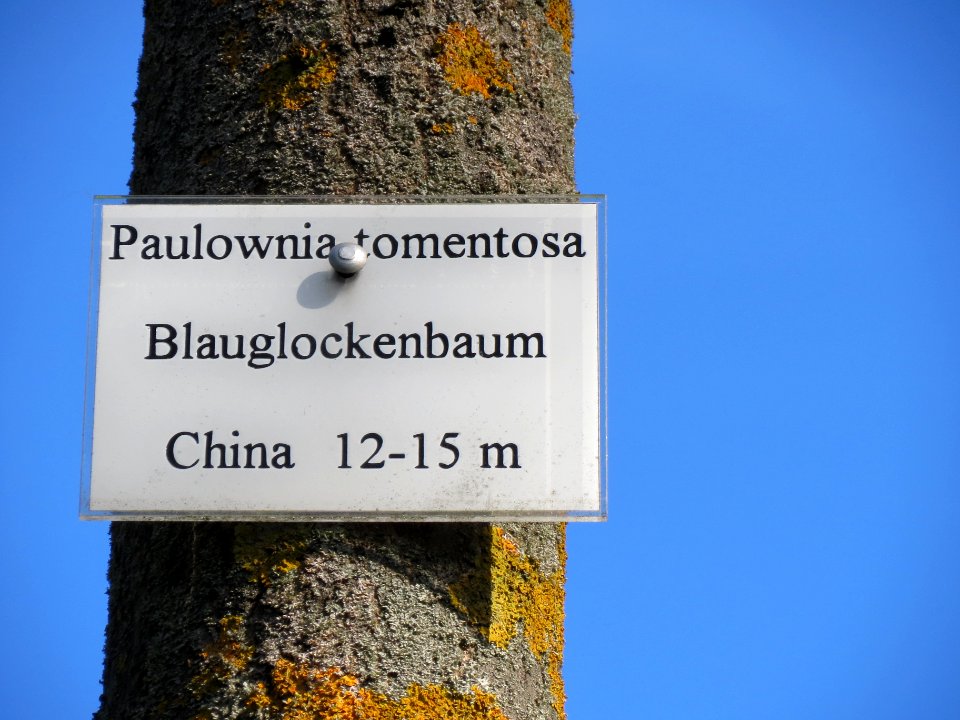 Paulownia tomentosa
Blauglockenbaum
China 12-15 m